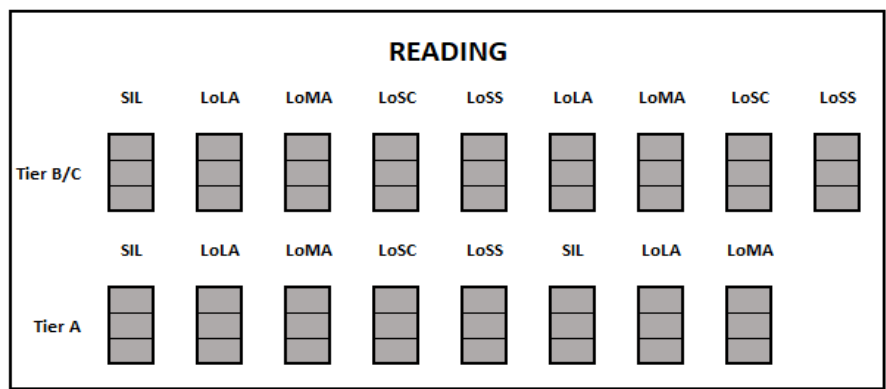 READING
SIL LoLA LoMA LoSC LoSS LoLA LoMA LoSC LoSS
Tier B/C
SIL LoLA LoMA LoSC LoSS SIL LoLA LoMA
Tier A